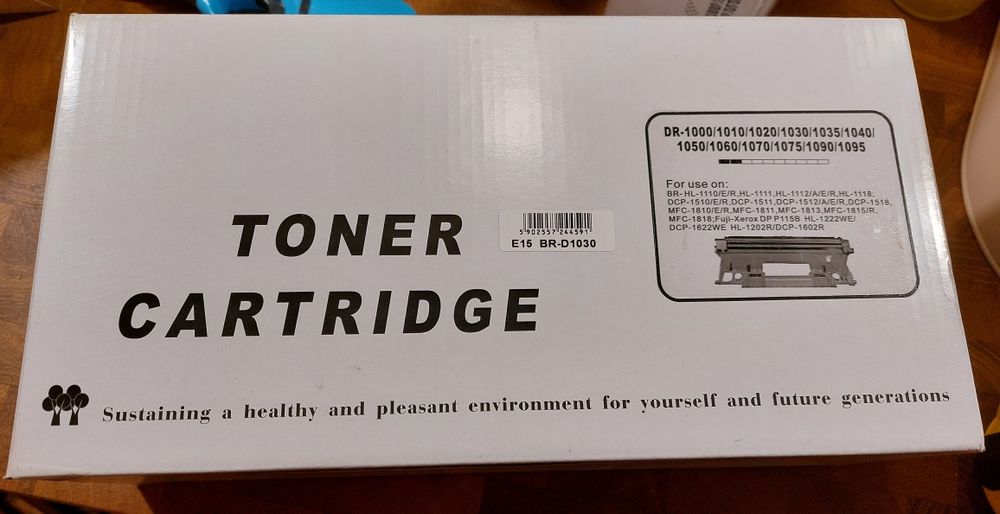 TONER
CARTRIDGE
5 902557 244591
E15 BR-D1030
DR-1000/1010/1020/1030/1035/1040/
1050/1060/1070/1075/1090/1095
For use on:
BR- HL-1110/E/R,HL-1111,HL-1112/A/E/R,HL-1118;
DCP-1510/E/R,DCP-1511,DCP-1512/A/E/R,DCP-1518,
MFC-1810/E/R,MFC-1811,MFC-1813,MFC-1815/R,
MFC-1818;Fuji-Xerox DP P115B HL-1222WE/
DCP-1622WE HL-1202R/DCP-1602R
Sustaining a healthy and pleasant environment for yourself and future generations